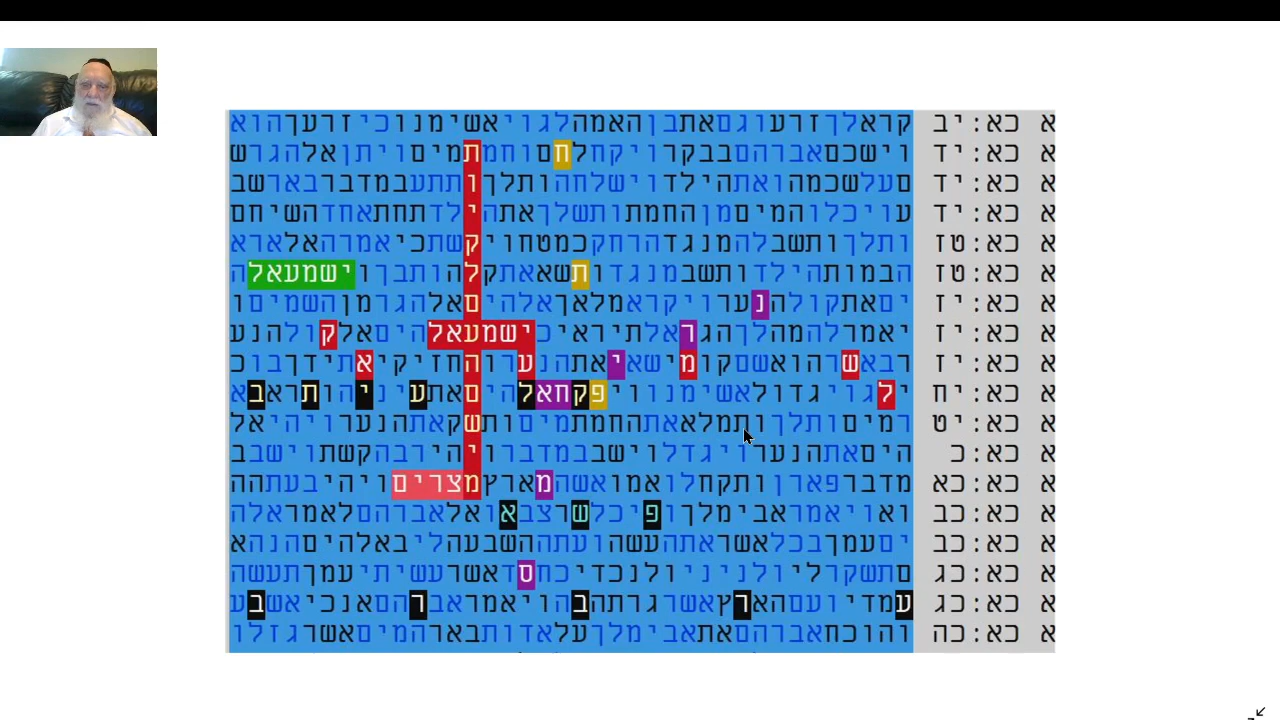 א כא:יב קראלךזרעוגםאתבןהאמהלגויאשימנוכיזרעךהוא
א כא:יד וישכםאברהםבבקרויקחלחםוחמתמיםויתןאלהגרש
א כא:יד םעלשכמהואתהילדוישלחהותלךותתעבמדברבארשב
א כא:יד עויכלוהמיםמןהחמתותשלךאתהילדתחתאחדהשיחם
א כא:טז ותלךותשבלהמנגדהרחקכמטחויקשתכיאמרהאלארא
א כא:טז הבמותהילדותשבמנגדותשאאתקלהותבךוישמעאלה
א כא:יז יםאתקולהנערויקראמלאךאלהיםאלהגרמןהשמיםו
א כא:יז יאמרלהמהלךהגראלתיראיכישמעאלהיםאלקולהנע
א כא:יז רבאשרהואשםקומישאיאתהנערוהחזיקיאתידךבוכ
א כא:יח ילגויגדולאשימנוויפקחאלהיםאתעיניהותראבא
א כא:יט רמיםותלךותמלאאתהחמתמיםותשקאתהנערויהיאל
א כא:כ היםאתהנערויגדלוישבבמדברויהירבהקשתוישבב
א כא:כא מדברפארןותקחלואמואשהמארץמצריםויהיבעתהה
א כא:כב ואויאמראבימלךופיכלשרצבאואלאברהםלאמראלה
א כא:כב יםעמךבכלאשראתהעשהועתההשבעהליבאלהיםהנהא
א כא:כג םתשקרליולניניולנכדיכחסדאשרעשיתיעמךתעשה
א כא:כג עמדיועםהארץאשרגרתהבהויאמראברהםאנכיאשבע
א כא:כה והוכחאברהםאתאבימלךעלאדותבארהמיםאשרגזלו